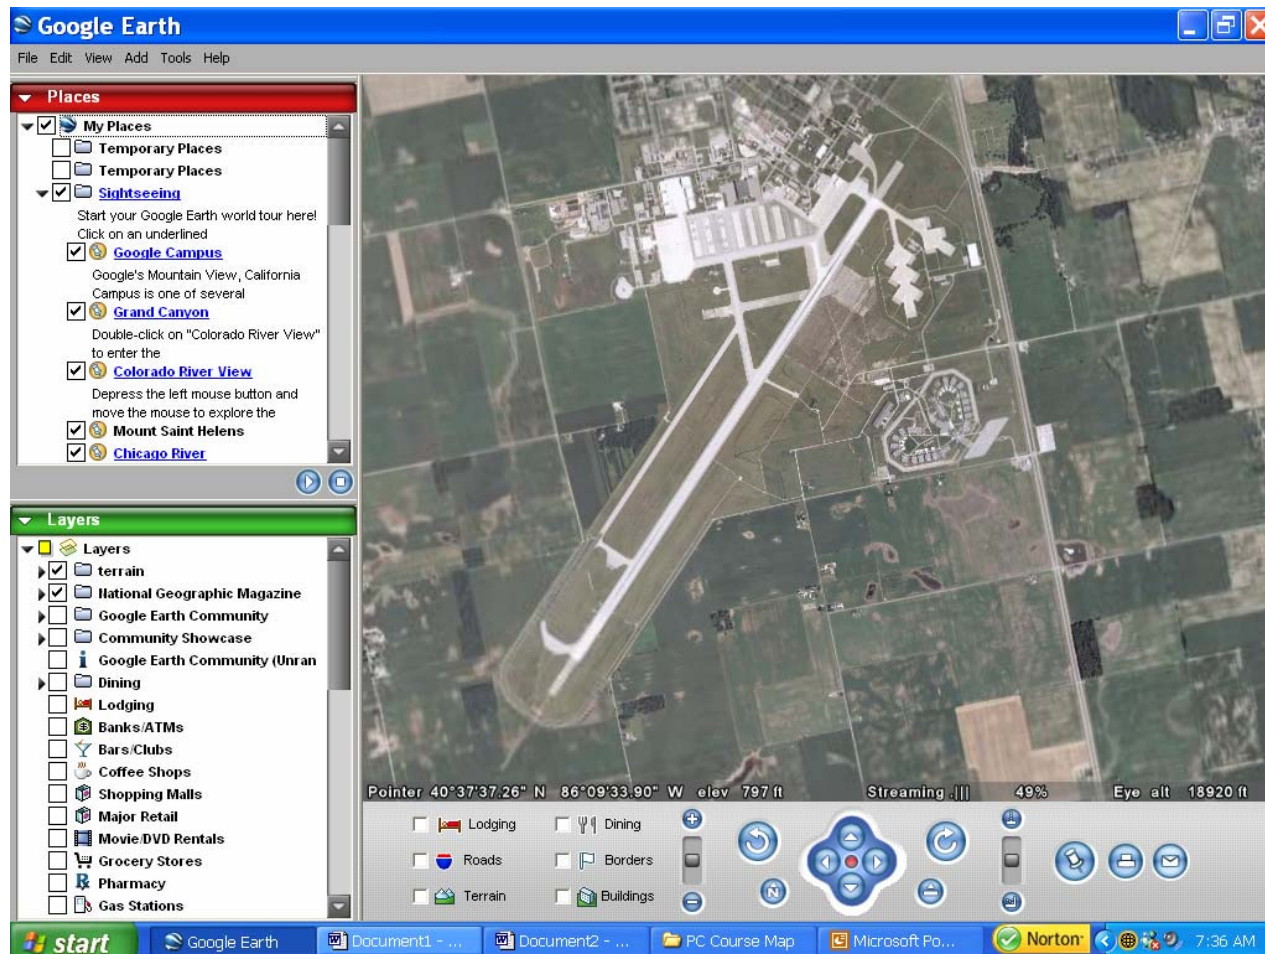 Google Earth
File Edit View Add Tools Help
Places
My Places
Temporary Places
Temporary Places
Sightseeing
Start your Google Earth world tour here!
Click on an underlined
Google Campus
Google's Mountain View, California
Campus is one of several
Grand Canyon
Double-click on "Colorado River View"
to enter the
Colorado River View
Depress the left mouse button and
move the mouse to explore the
Mount Saint Helens
Chicago River
Layers
Layers
terrain
National Geographic Magazine
Google Earth Community
Community Showcase
Google Earth Community (Unran
Dining
Lodging
Banks/ATMs
Bars/Clubs
Coffee Shops
Shopping Malls
Major Retail
Movie/DVD Rentals
Grocery Stores
Pharmacy
Gas Stations
Pointer 40°37'37.26" N 86°09'33.90" W elev 797 ft Streaming .||| 49% Eye alt 18920 ft
Lodging Dining
Roads Borders
Terrain Buildings
N
start Google Earth Document1 - ... Document2 - ... PC Course Map Microsoft Po... Norton 7:36 AM